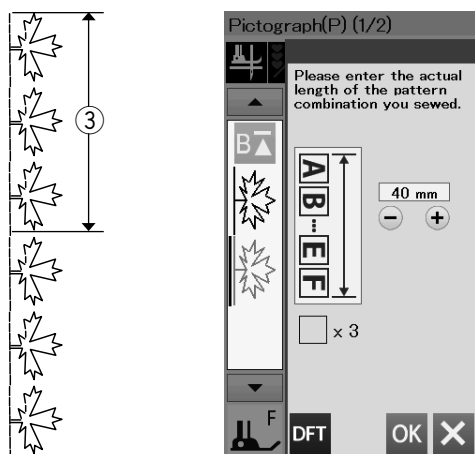 3
Pictograph(P) (1/2)
Please enter the actual
length of the pattern
combination you sewed.
B
A
B
E
F
40 mm
− +
x 3
F
DFT OK X